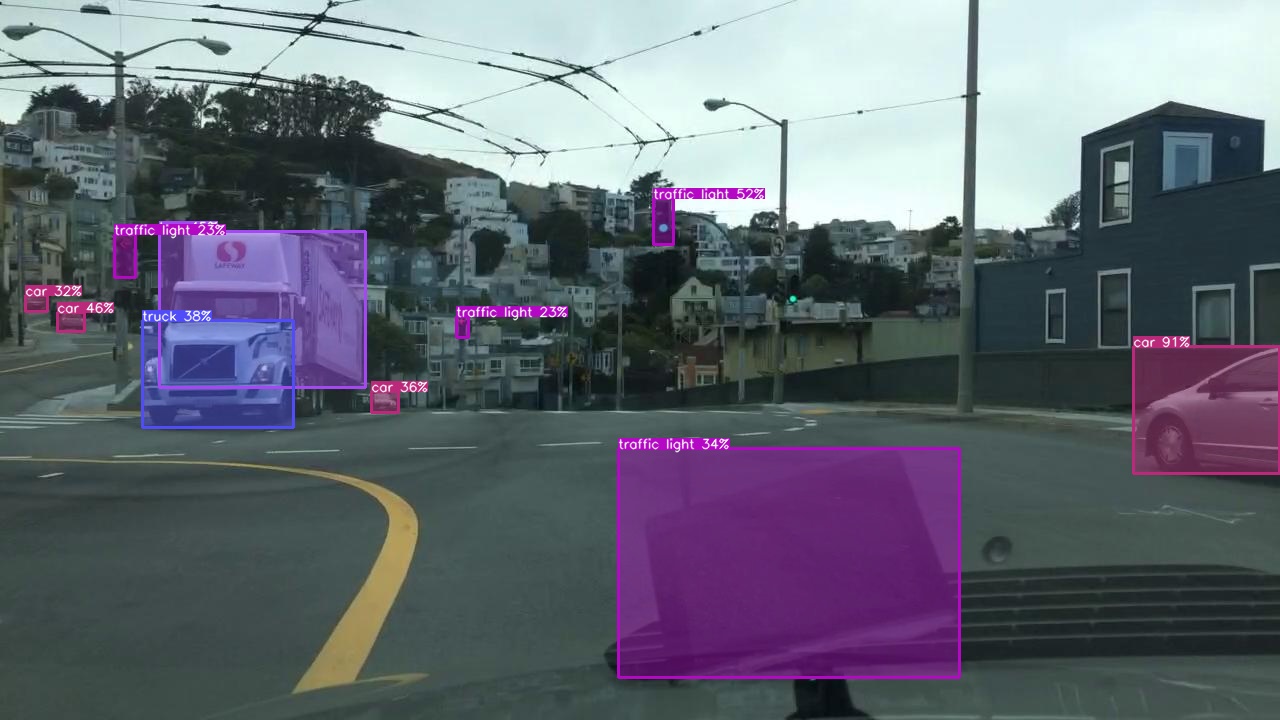 traffic light 52%
traffic light 23%
SAFEWAY
car 32%
car 46%
traffic light 23%
truck 38%
car 91%
car 36%
traffic light 34%